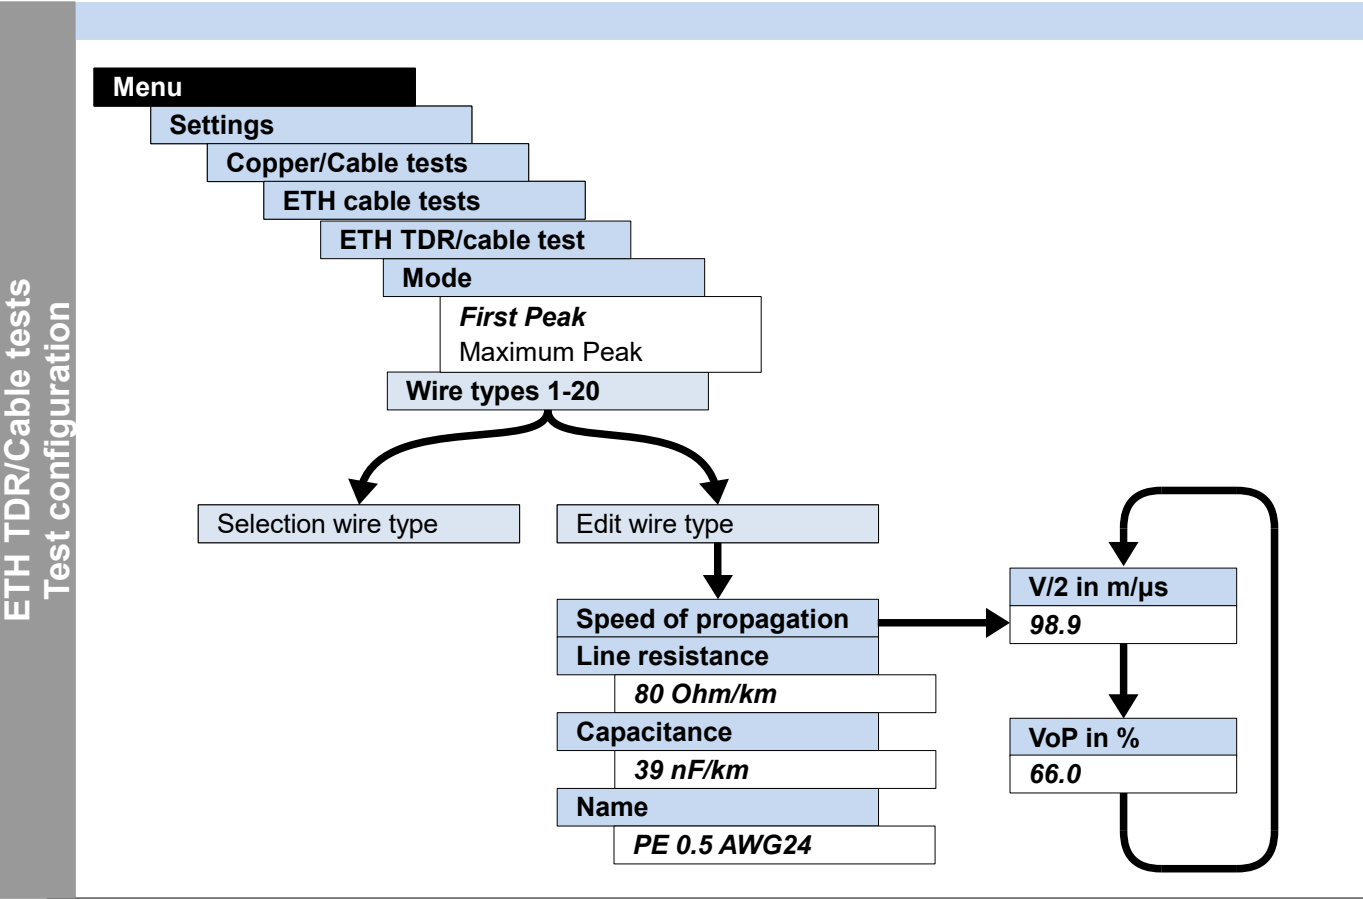 ETH TDR/Cable tests
Test configuration
Menu
Settings
Copper/Cable tests
ETH cable tests
ETH TDR/cable test
Mode
First Peak
Maximum Peak
Wire types 1-20
Selection wire type
Edit wire type
Speed of propagation
Line resistance
80 Ohm/km
Capacitance
39 nF/km
Name
PE 0.5 AWG24
V/2 in m/µs
98.9
VoP in %
66.0